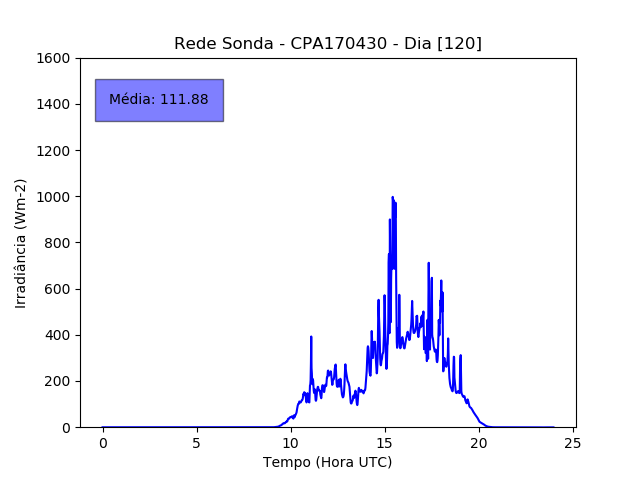 Rede Sonda - CPA170430 - Dia [120]
1600
1400
1200
1000
800
600
400
200
0
Média: 111.88
Irradiância (Wm-2)
0 5 10 15 20 25
Tempo (Hora UTC)